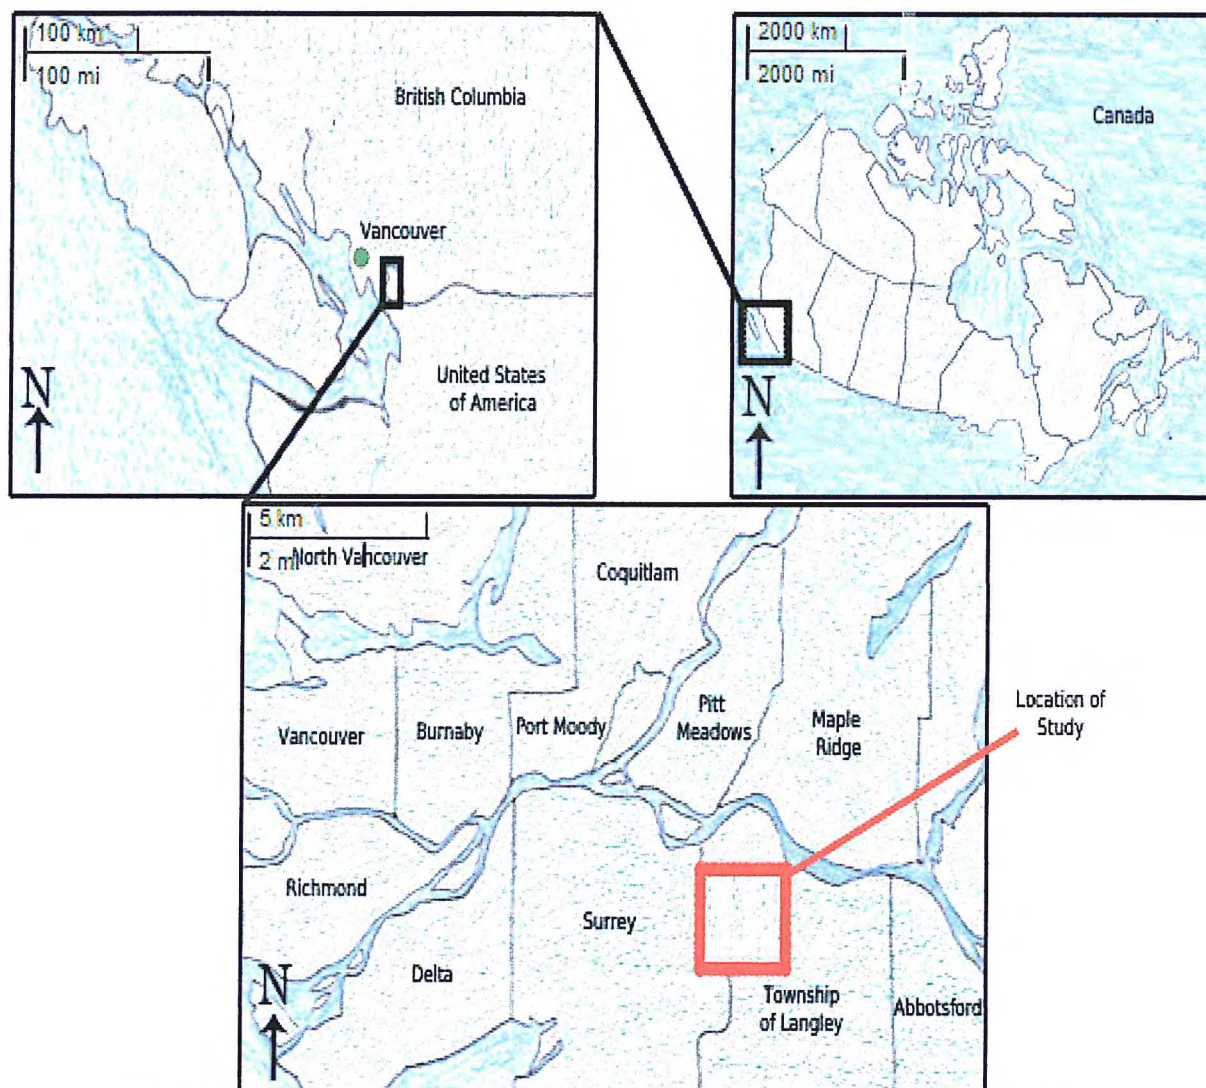 100 km
100 mi
British Columbia
Vancouver
United States
of America
N
2000 km
2000 mi
Canada
N
5 km
2 mi
North Vancouver
Coquitlam
Vancouver
Burnaby
Port Moody
Pitt
Meadows
Maple
Ridge
Location of
Study
Richmond
Surrey
Delta
N
Township
of Langley
Abbotsford